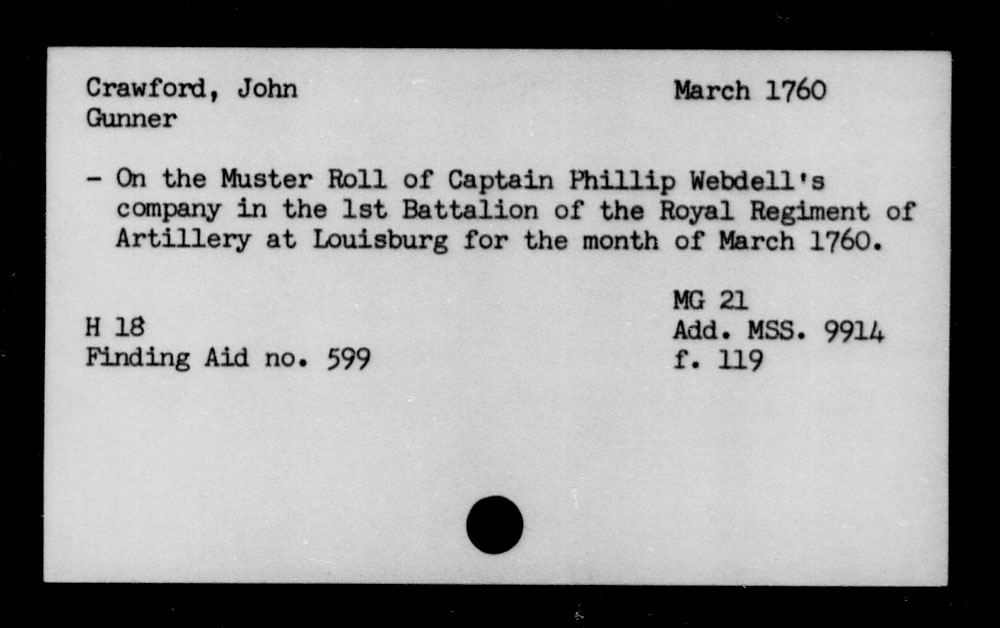 Crawford, John March 1760
Gunner
- On the Muster Roll of Captain Phillip Webdell's
company in the 1st Battalion of the Royal Regiment of
Artillery at Louisburg for the month of March 1760.
MG 21
H 18 Add. MSS. 9914
Finding Aid no. 599 f. 119